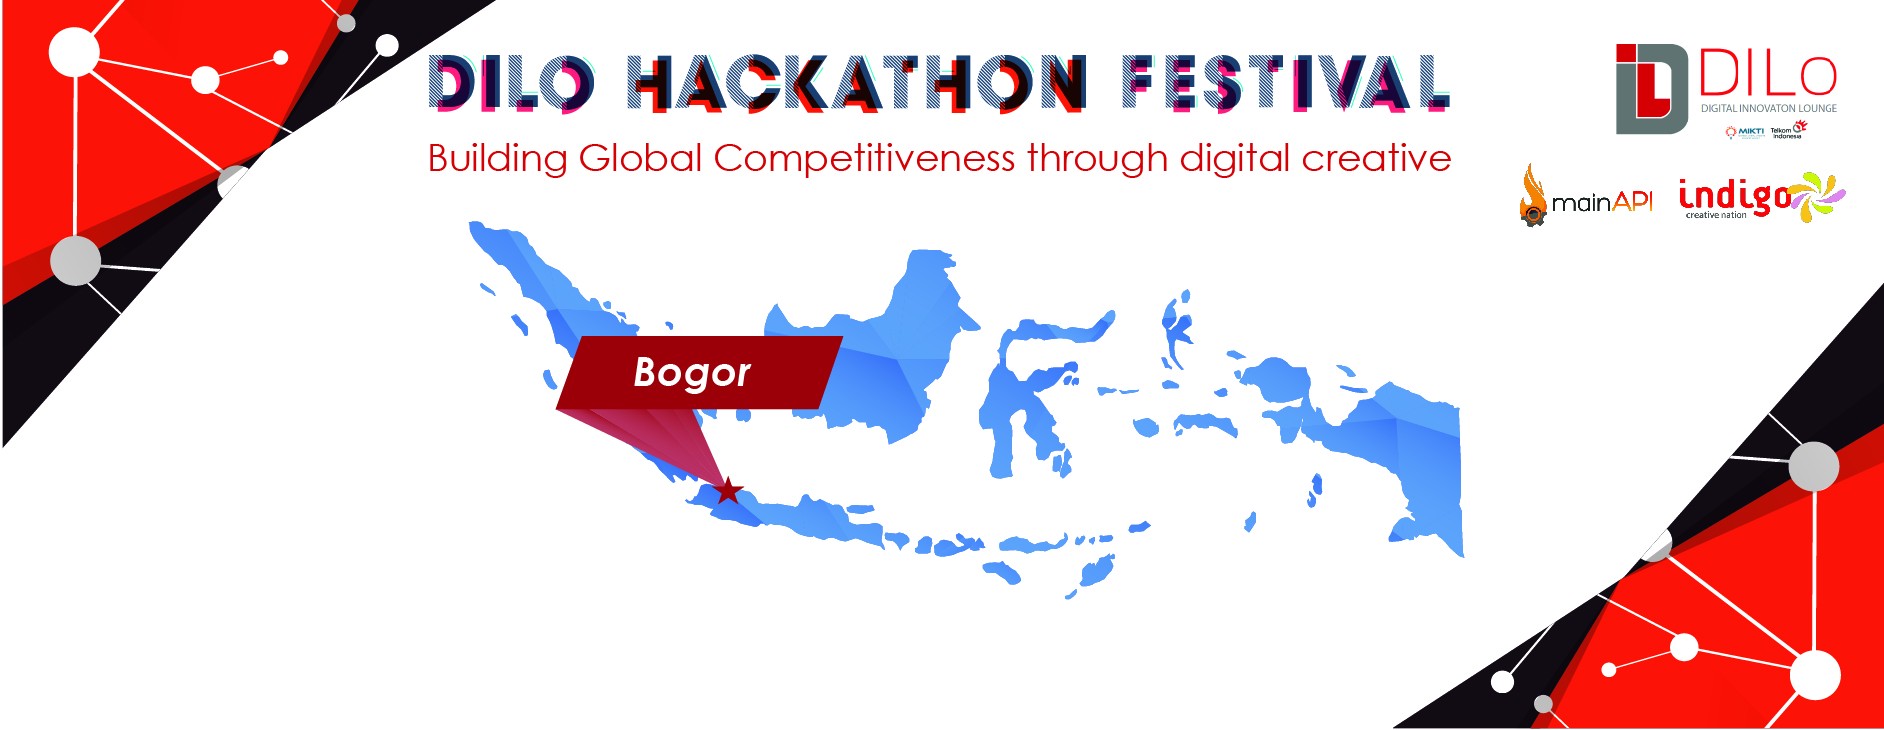 DILO HACKATHON FESTIVAL
Building Global Competitiveness through digital creative
DILo
DIGITAL INNOVATON LOUNGE
MIKTI
Telkom
Indonesia
mainAPI
indigo
creative nation
Bogor